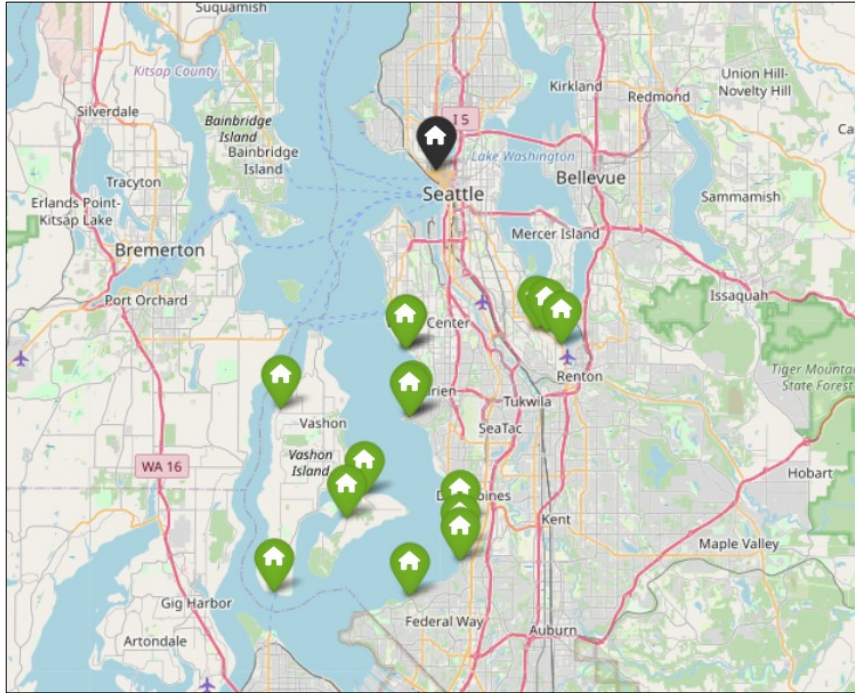 Suquamish
Kitsap County
Union Hill-
Novelty Hill
Kirkland
Redmond
Silverdale
I 5
Bainbridge
Island
Bainbridge
Island
Lake Washington
Tracyton
Bellevue
Seattle
Sammamish
Erlands Point-
Kitsap Lake
Mercer Island
Bremerton
Port Orchard
Issaquah
Center
Tiger Mountain
State Forest
Renton
rien
Tukwila
Vashon
SeaTac
Vashon
Island
WA 16
Hobart
Kent
Maple Valley
Gig Harbor
Federal Way
Auburn
Artondale